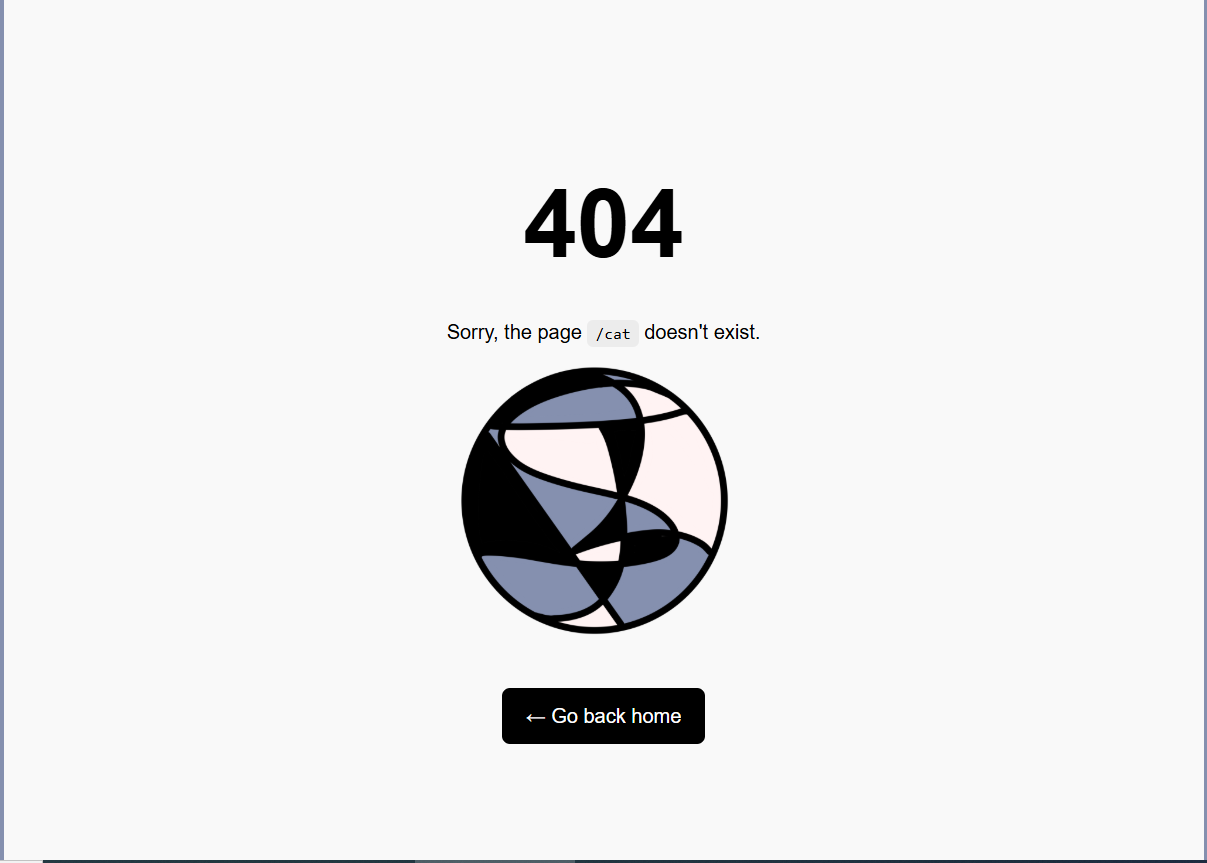 404
Sorry, the page /cat doesn't exist.
← Go back home